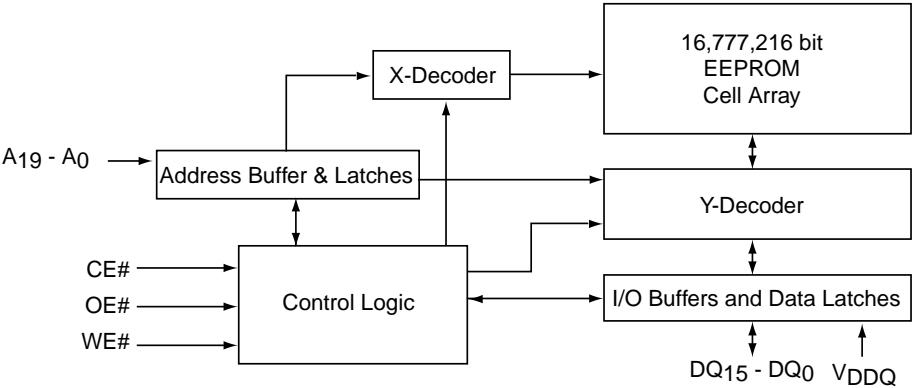 16,777,216 bit
EEPROM
Cell Array
X-Decoder
A19 - A0
Address Buffer & Latches
Y-Decoder
CE#
OE#
WE#
Control Logic
I/O Buffers and Data Latches
DQ15 - DQ0
VDDQ